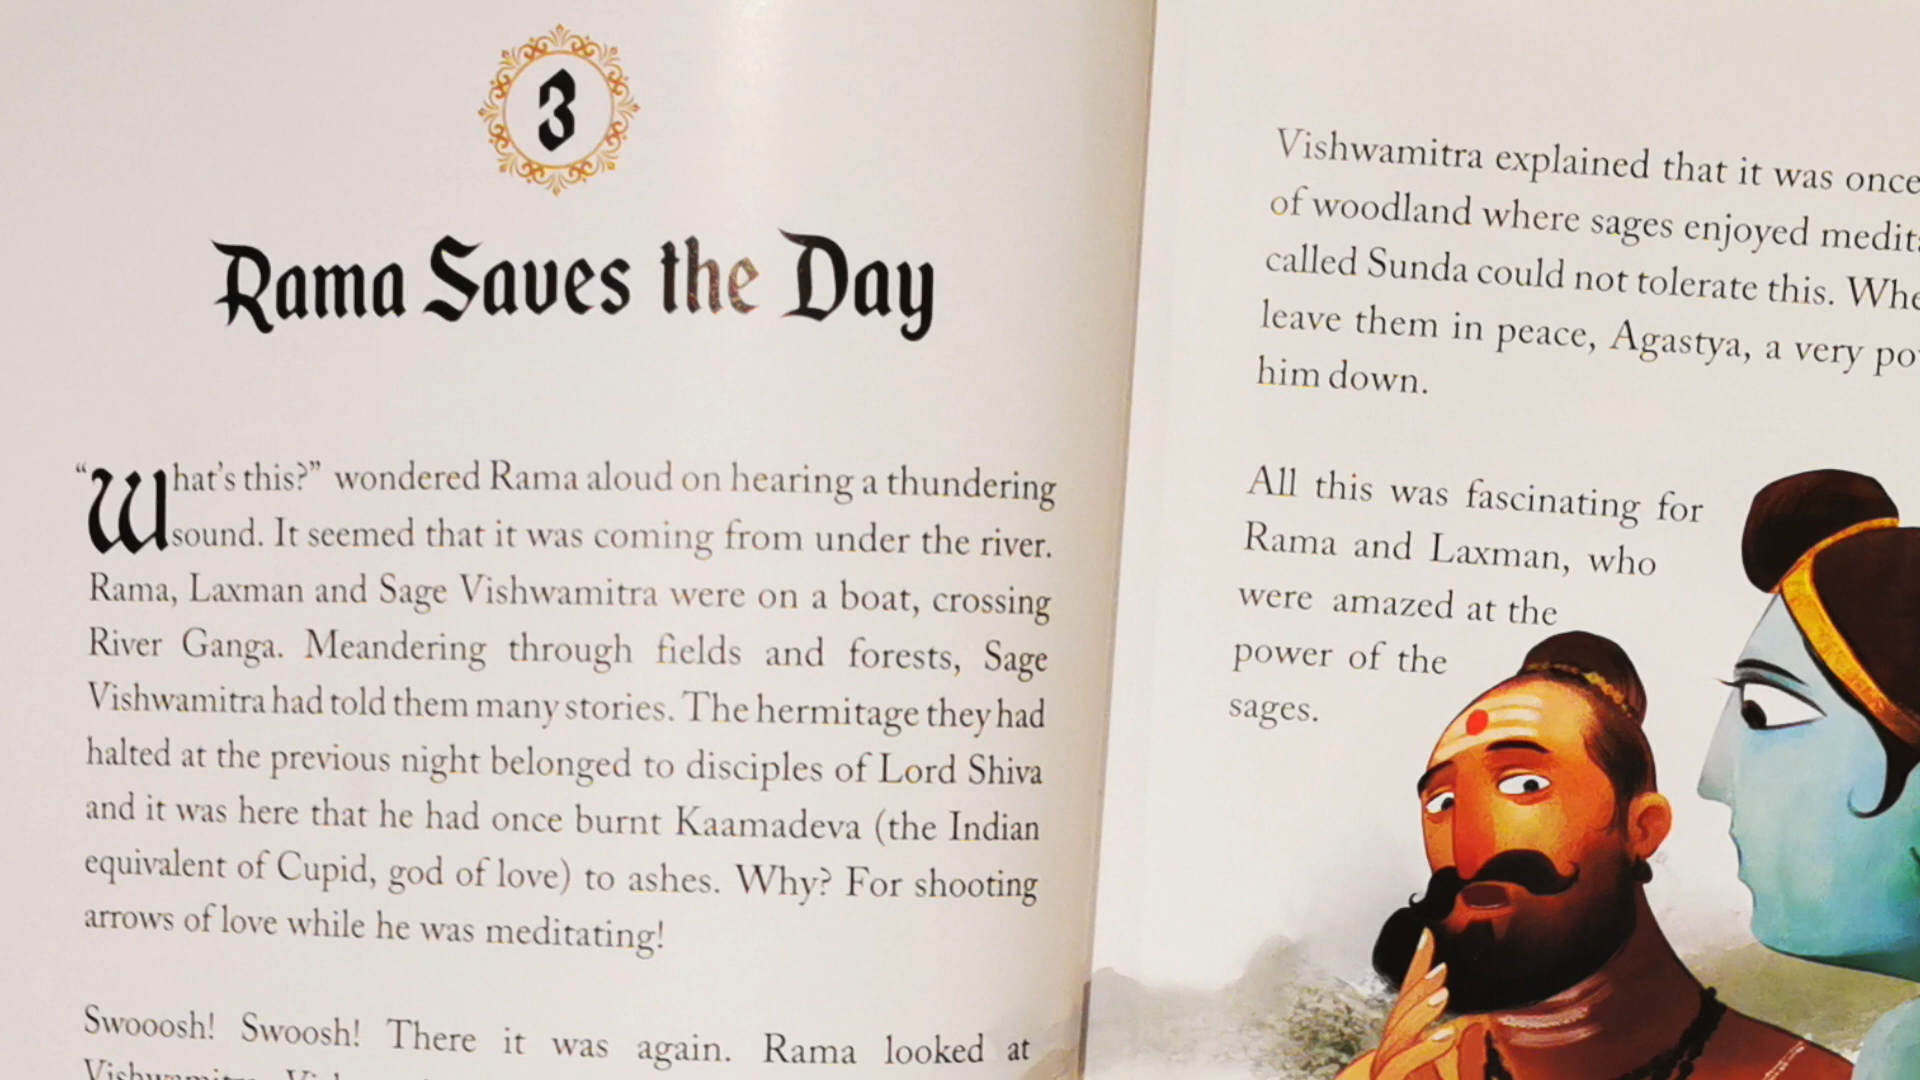 3
Rama Saves the Day
“What’s this?” wondered Rama aloud on hearing a thundering
sound. It seemed that it was coming from under the river.
Rama, Laxman and Sage Vishwamitra were on a boat, crossing
River Ganga. Meandering through fields and forests, Sage
Vishwamitra had told them many stories. The hermitage they had
halted at the previous night belonged to disciples of Lord Shiva
and it was here that he had once burnt Kaamadeva (the Indian
equivalent of Cupid, god of love) to ashes. Why? For shooting
arrows of love while he was meditating!
Swooosh! Swoosh! There it was again. Rama looked at
Vishwamitra explained that it was once
of woodland where sages enjoyed
called Sunda could not tolerate this.
leave them in peace, Agastya, a very
him down.
All this was fascinating for
Rama and Laxman, who
were amazed at the
power of the
sages.